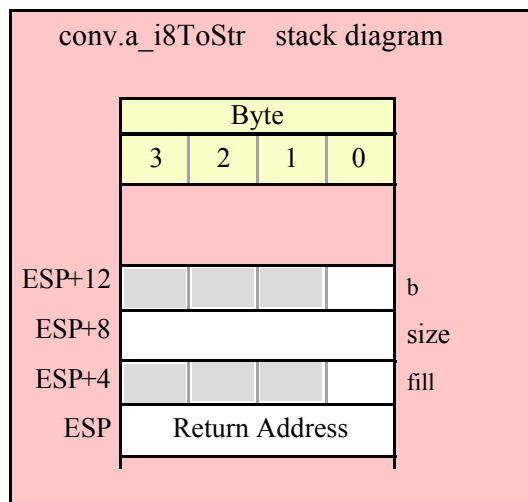 conv.a_i8ToStr stack diagram
Byte
3 2 1 0
ESP+12 b
ESP+8 size
ESP+4 fill
ESP Return Address